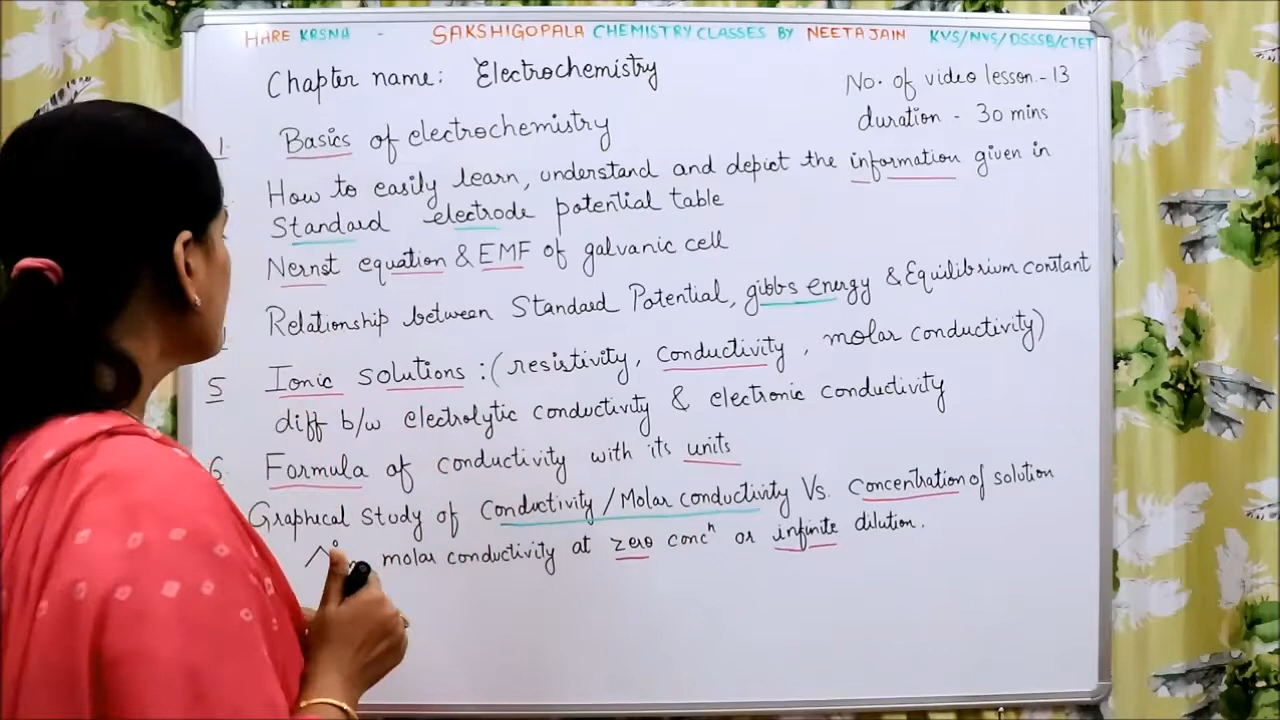 HARE KRSNA - SAKSHIGOPALA CHEMISTRY CLASSES BY NEETA JAIN KVS/NVS/DSSSB/CTET
Chapter name: Electrochemistry
No. of video lesson - 13
duration - 30 mins
1. Basics of electrochemistry
How to easily learn, understand and depict the information given in
Standard electrode potential table
Nernst equation & EMF of galvanic cell
Relationship between Standard Potential, gibbs energy & Equilibrium constant
5 Ionic solutions : (resistivity, conductivity, molar conductivity)
diff b/w electrolytic conductivity & electronic conductivity
6. Formula of conductivity with its units
Graphical study of Conductivity / Molar conductivity Vs. Concentration of solution
molar conductivity at zero concⁿ or infinite dilution.